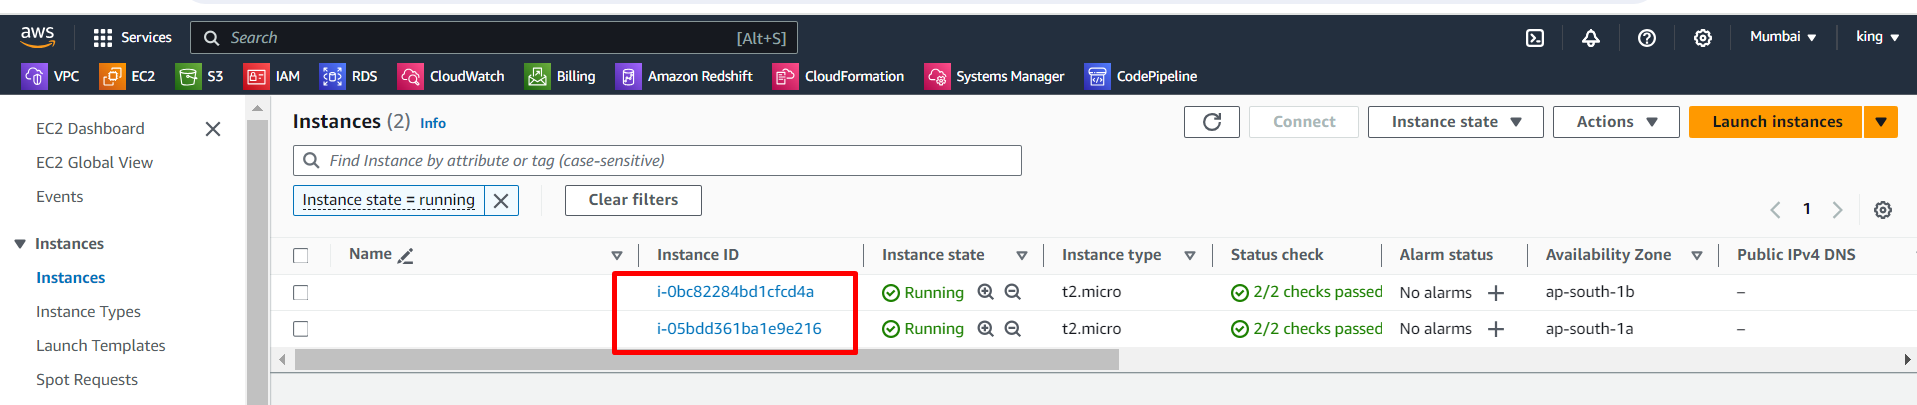 aws Services Search [Alt+S] Mumbai king
VPC EC2 S3 IAM RDS CloudWatch Billing Amazon Redshift CloudFormation Systems Manager CodePipeline
EC2 Dashboard
EC2 Global View
Events
Instances
Instances
Instance Types
Launch Templates
Spot Requests
Instances (2) Info Connect Instance state Actions Launch instances
Find Instance by attribute or tag (case-sensitive)
Instance state = running Clear filters
1
Name Instance ID Instance state Instance type Status check Alarm status Availability Zone Public IPv4 DNS
i-0bc82284bd1cfcd4a Running t2.micro 2/2 checks passed No alarms + ap-south-1b –
i-05bdd361ba1e9e216 Running t2.micro 2/2 checks passed No alarms + ap-south-1a –